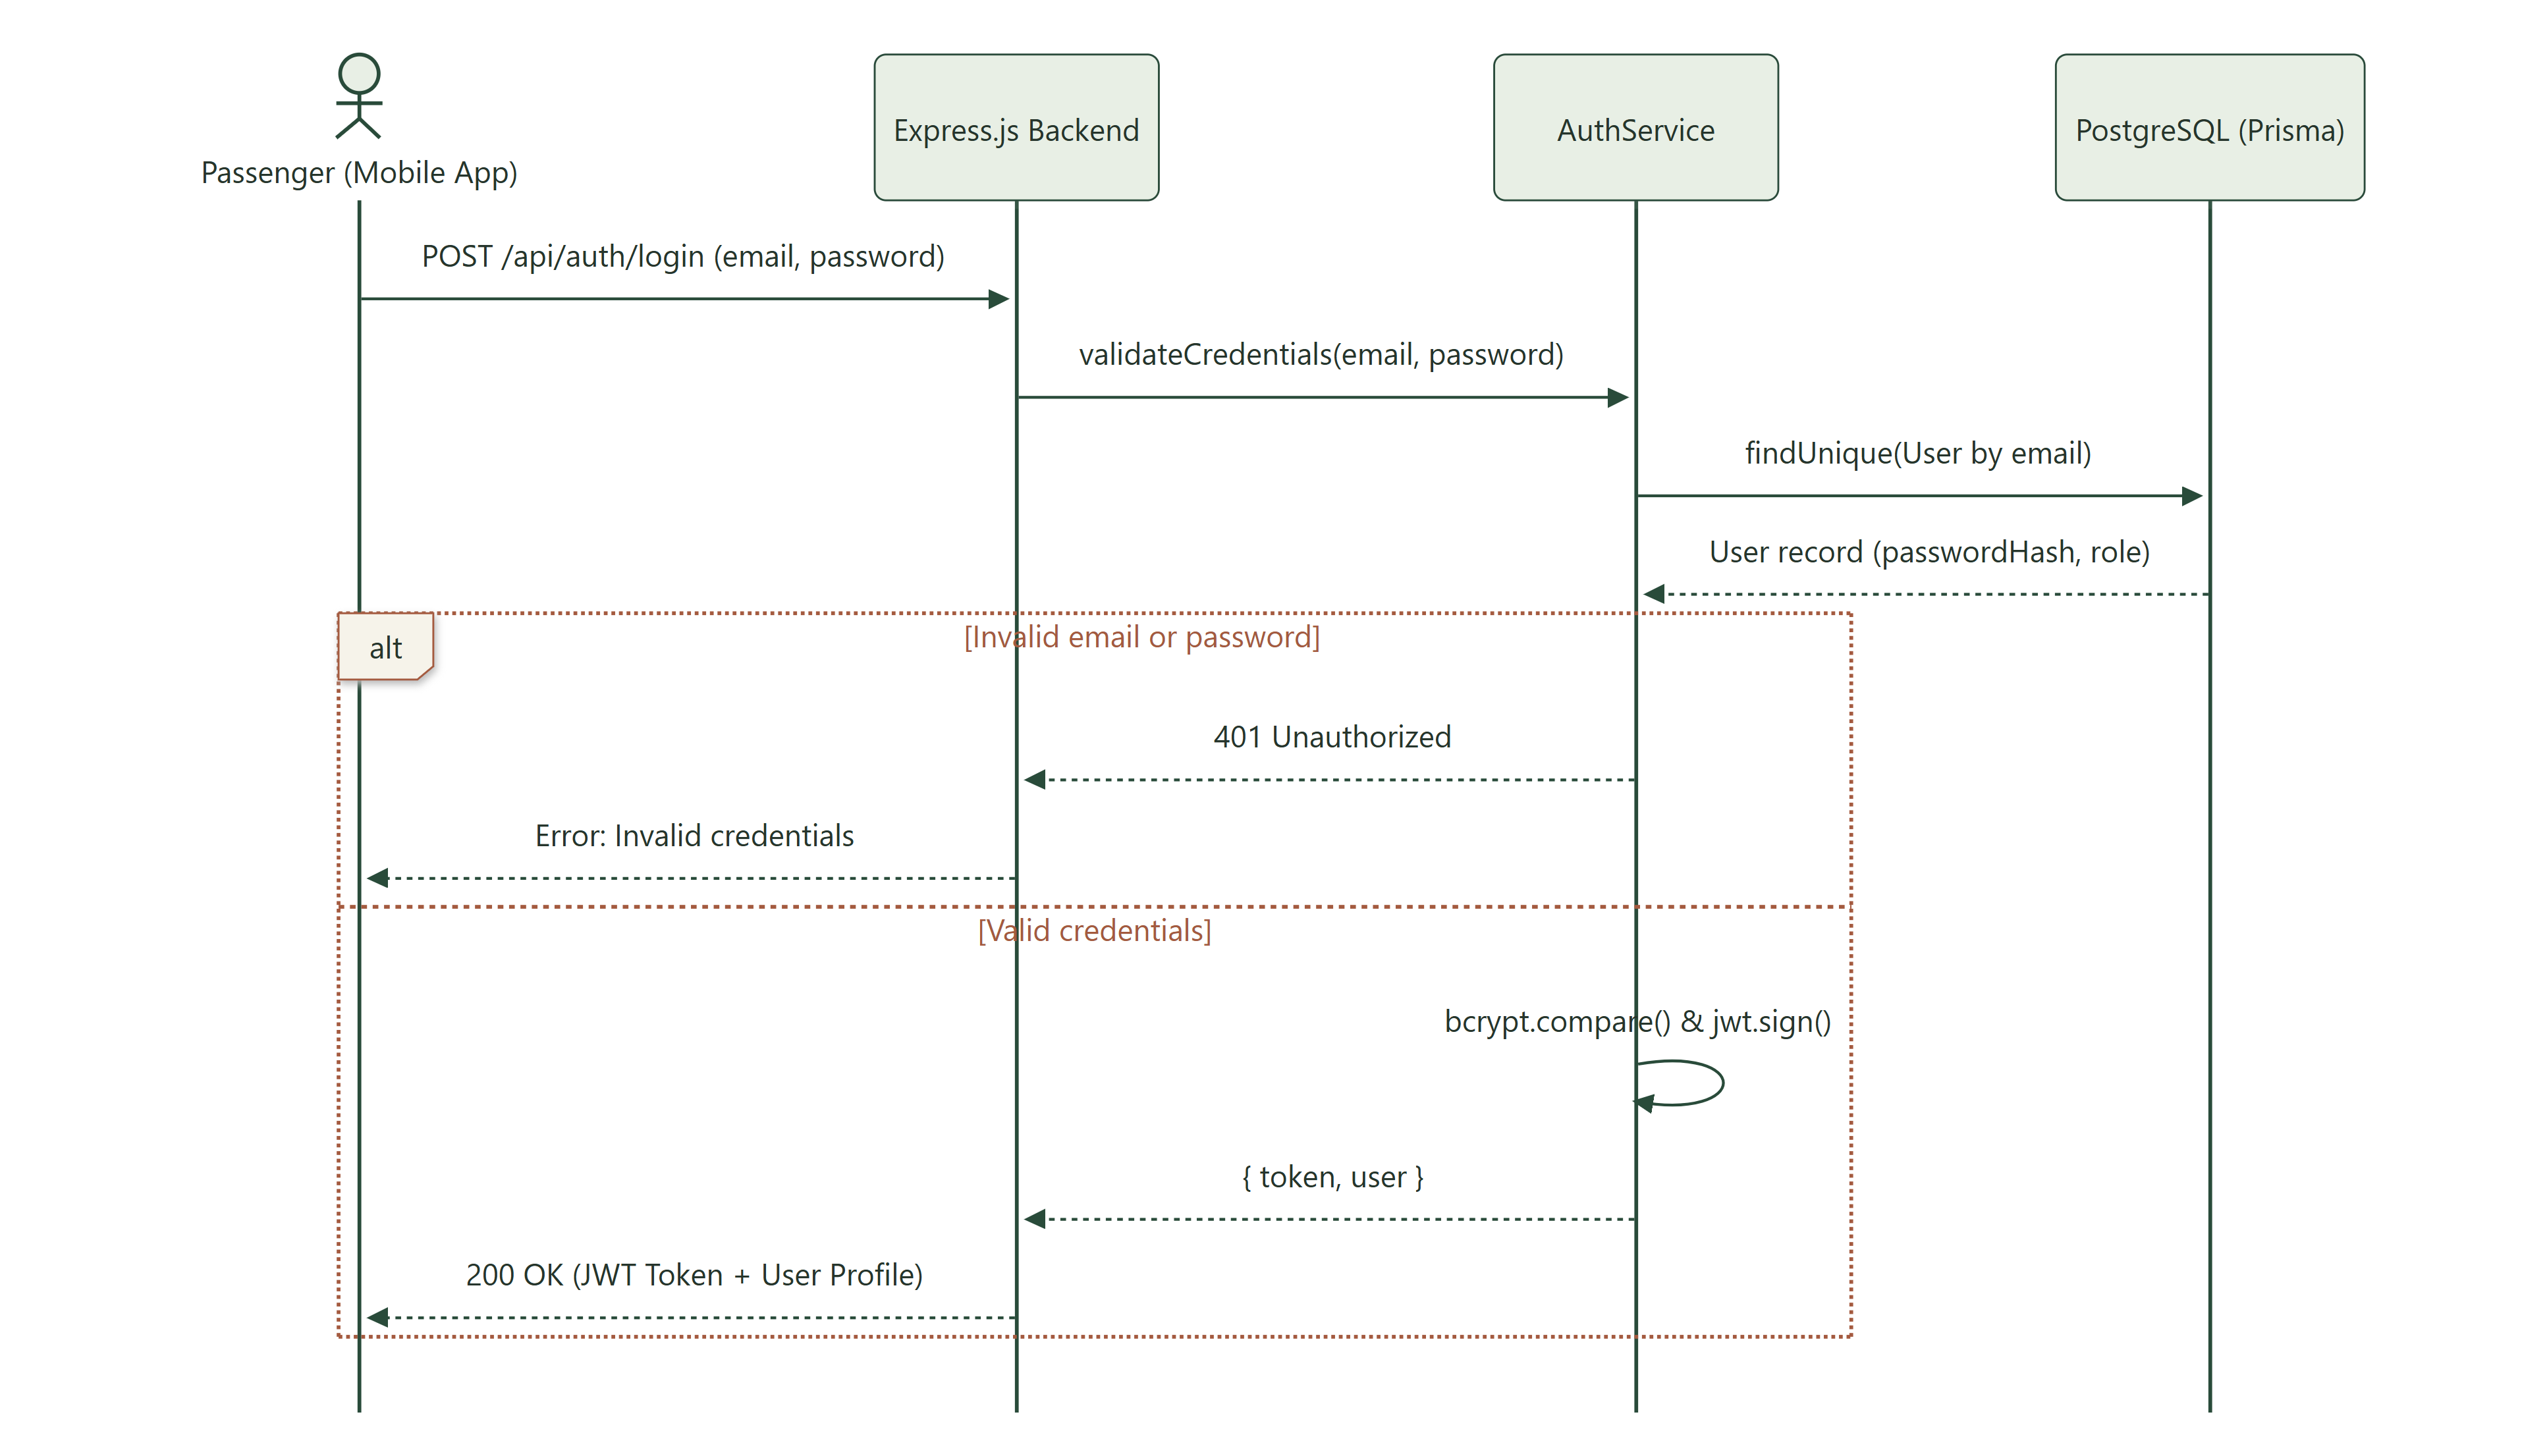 Passenger (Mobile App)
Express.js Backend
AuthService
PostgreSQL (Prisma)
POST /api/auth/login (email, password)
validateCredentials(email, password)
findUnique(User by email)
User record (passwordHash, role)
alt
[Invalid email or password]
401 Unauthorized
Error: Invalid credentials
[Valid credentials]
bcrypt.compare() & jwt.sign()
{ token, user }
200 OK (JWT Token + User Profile)